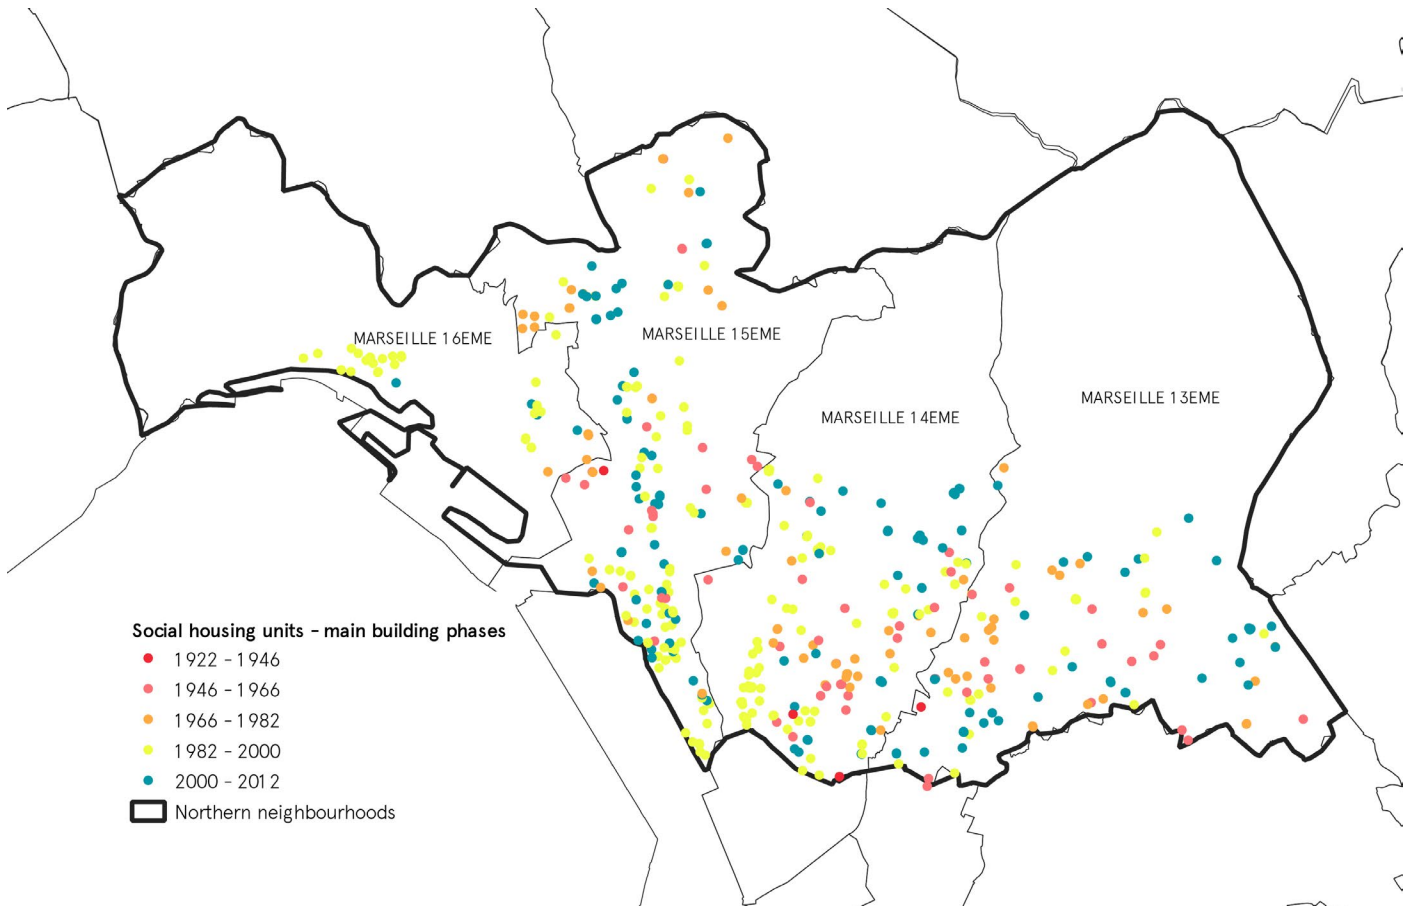 MARSEILLE 16EME
MARSEILLE 15EME
MARSEILLE 14EME
MARSEILLE 13EME
Social housing units - main building phases
1922 - 1946
1946 - 1966
1966 - 1982
1982 - 2000
2000 - 2012
Northern neighbourhoods